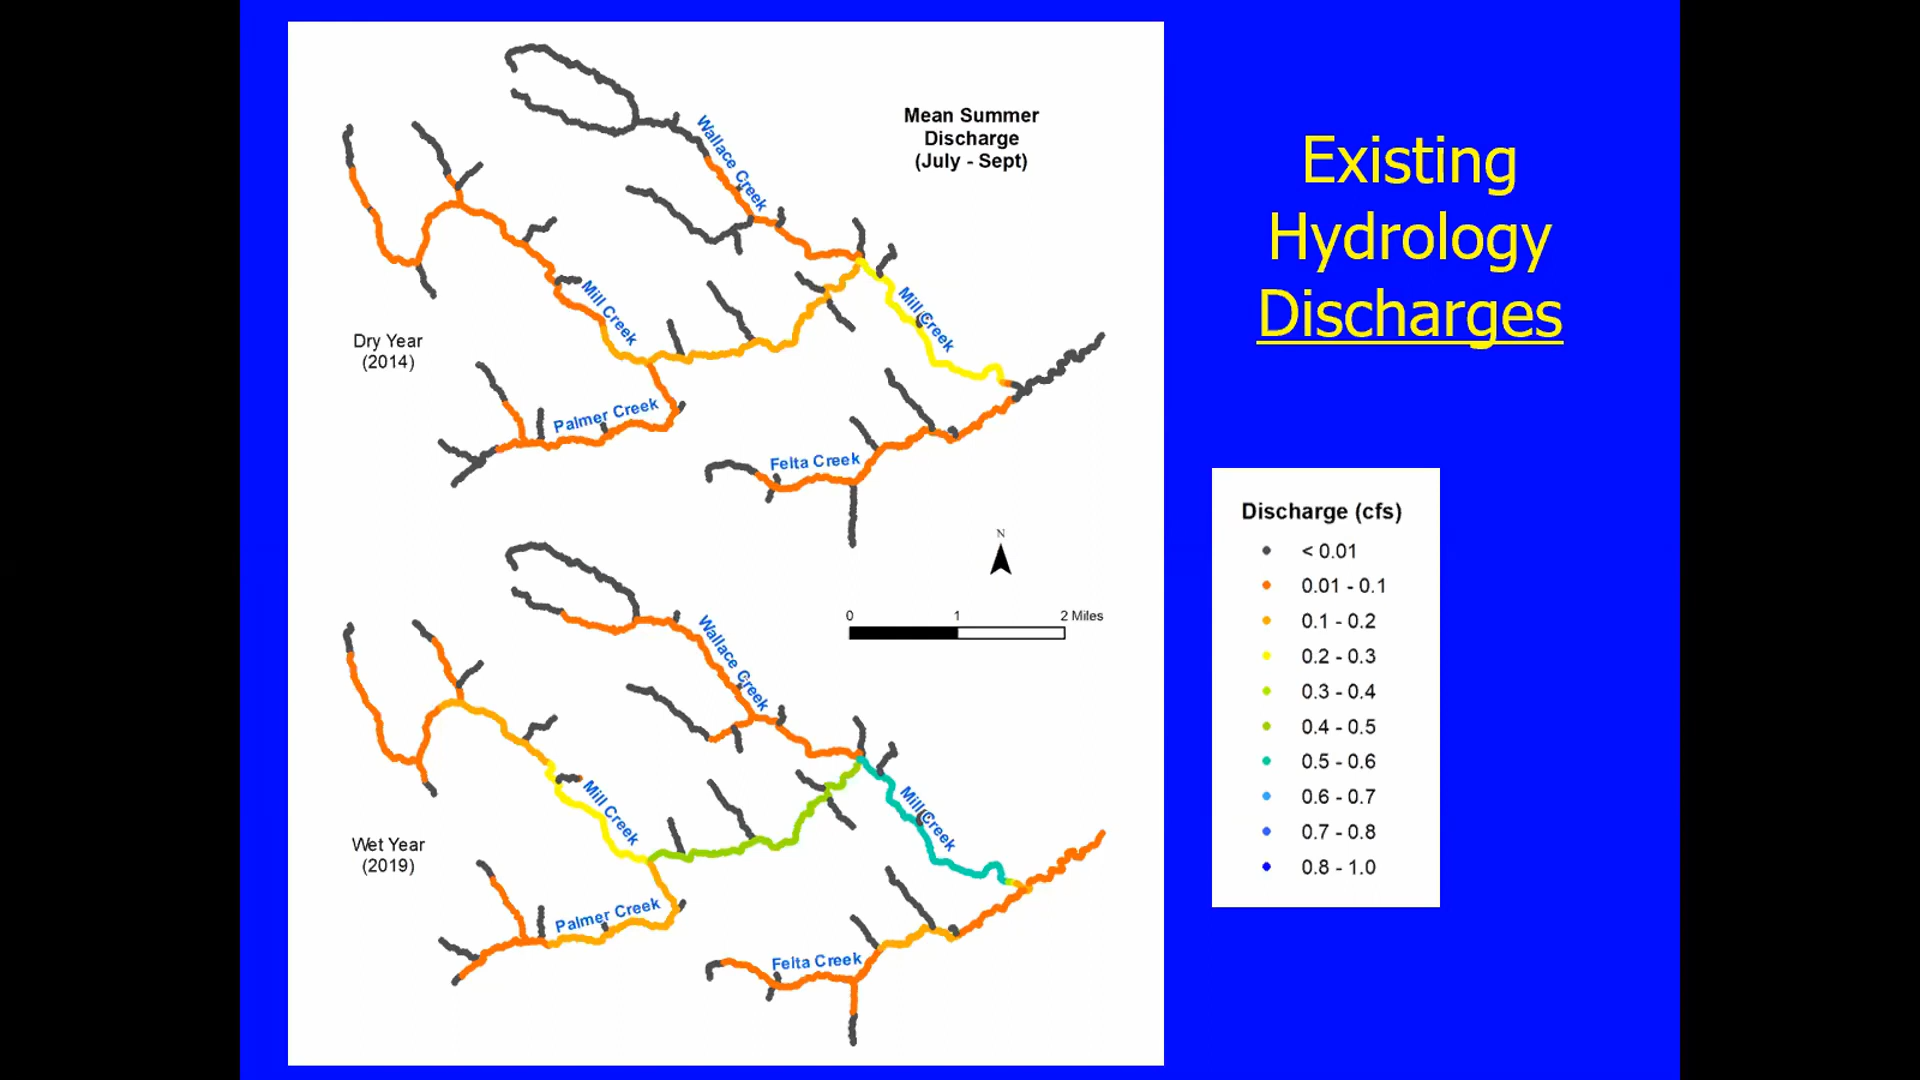 Existing
Hydrology
Discharges
Mean Summer
Discharge
(July - Sept)
Wallace Creek
Mill Creek
Mill Creek
Dry Year
(2014)
Palmer Creek
Felta Creek
N
0 1 2 Miles
Wallace Creek
Mill Creek
Mill Creek
Wet Year
(2019)
Palmer Creek
Felta Creek
Discharge (cfs)
< 0.01
0.01 - 0.1
0.1 - 0.2
0.2 - 0.3
0.3 - 0.4
0.4 - 0.5
0.5 - 0.6
0.6 - 0.7
0.7 - 0.8
0.8 - 1.0